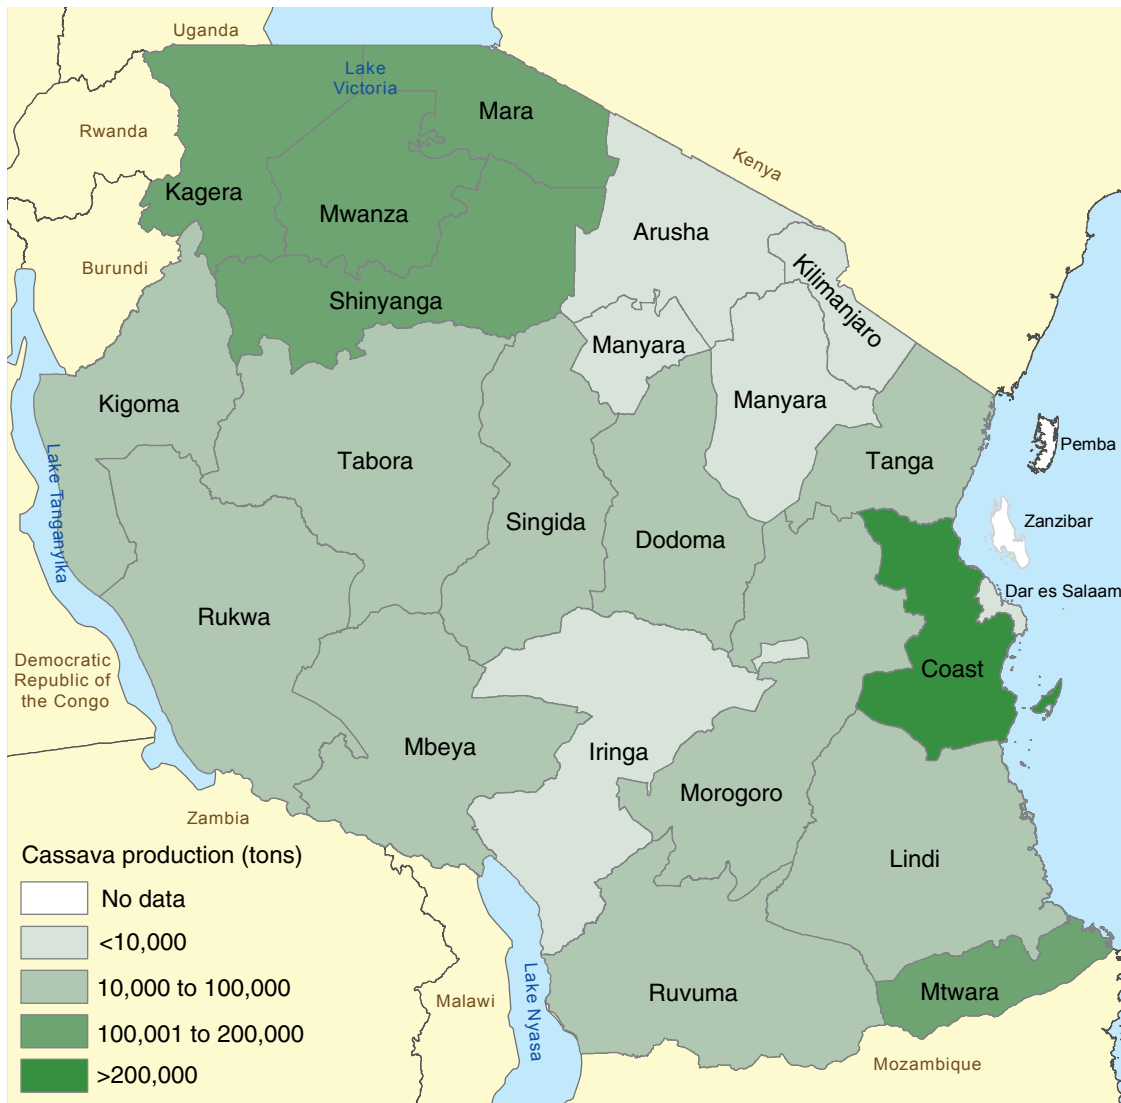 Uganda
Lake
Victoria
Mara
Rwanda
Kenya
Kagera
Mwanza
Arusha
Burundi
Kilimanjaro
Shinyanga
Manyara
Manyara
Kigoma
Tabora
Tanga
Pemba
Lake Tanganyika
Singida
Dodoma
Zanzibar
Dar es Salaam
Rukwa
Democratic
Republic of
the Congo
Coast
Mbeya
Iringa
Morogoro
Zambia
Lindi
Cassava production (tons)
No data
<10,000
10,000 to 100,000
100,001 to 200,000
>200,000
Malawi
Lake Nyasa
Ruvuma
Mtwara
Mozambique